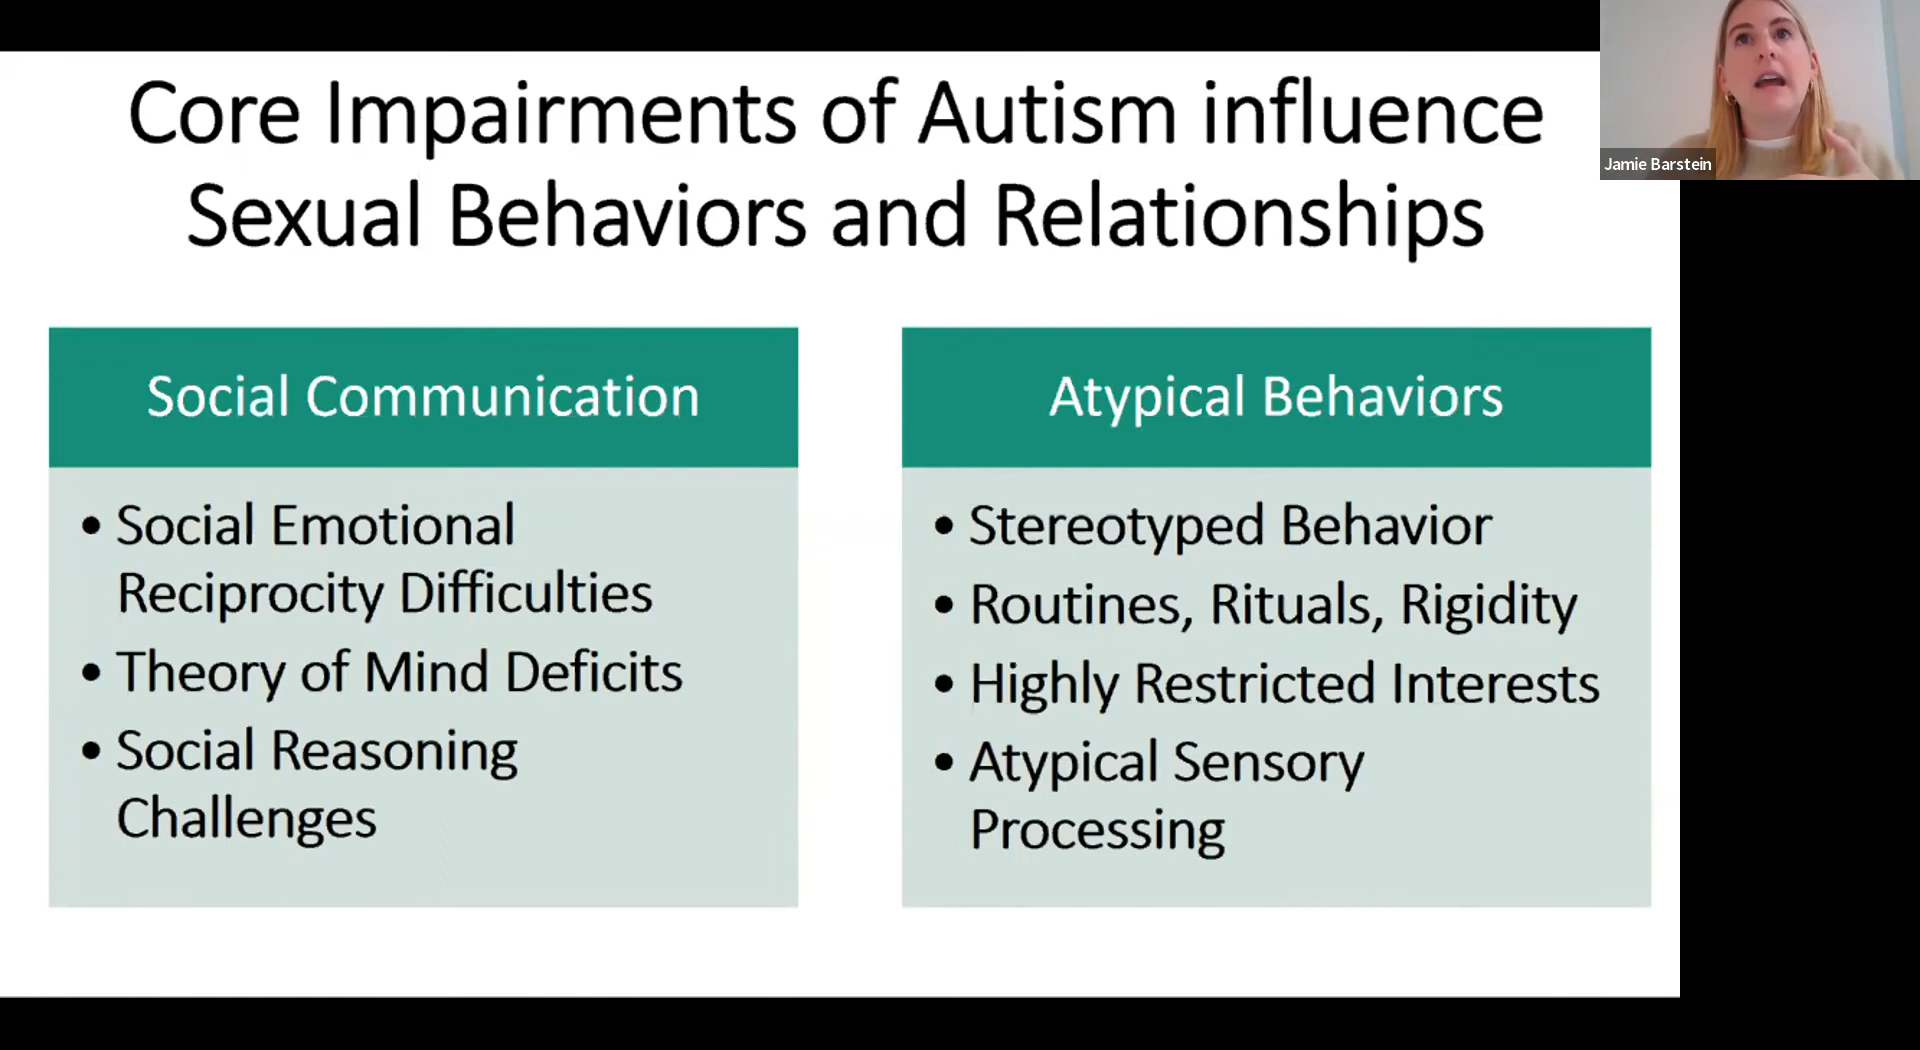 Core Impairments of Autism influence
Sexual Behaviors and Relationships
Jamie Barstein
Social Communication
• Social Emotional
Reciprocity Difficulties
• Theory of Mind Deficits
• Social Reasoning
Challenges
Atypical Behaviors
• Stereotyped Behavior
• Routines, Rituals, Rigidity
• Highly Restricted Interests
• Atypical Sensory
Processing